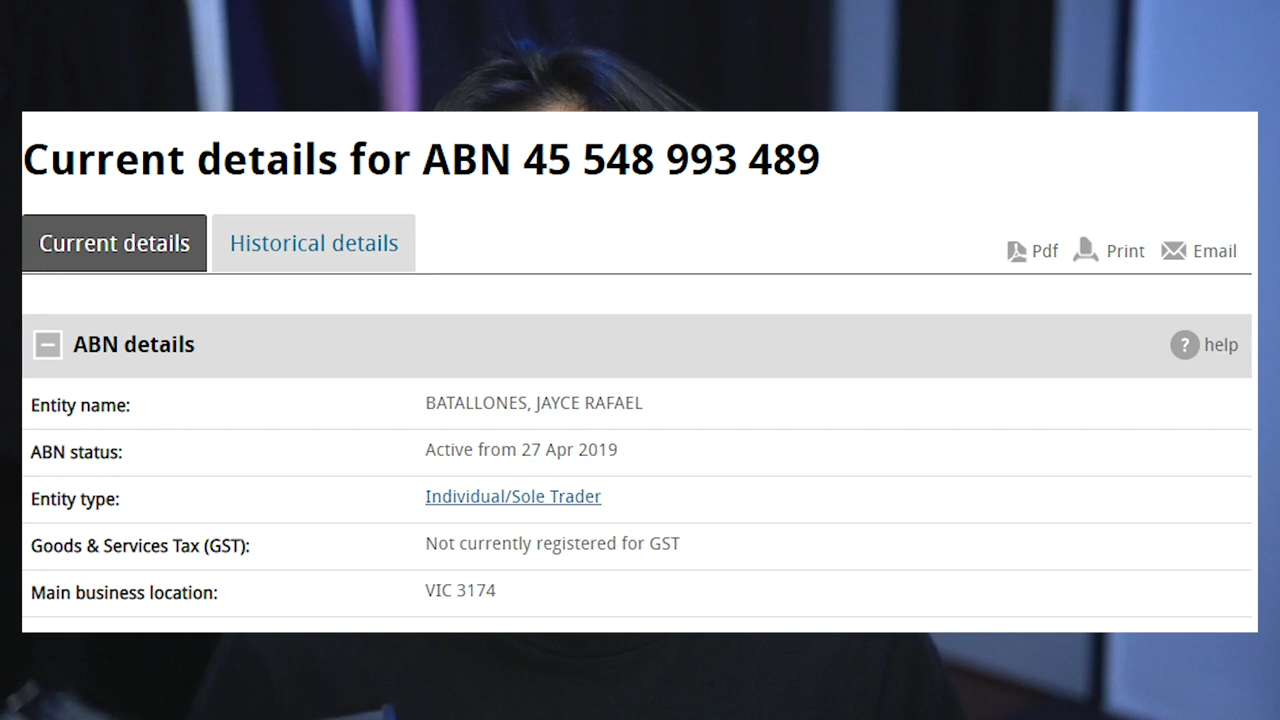 Current details for ABN 45 548 993 489
Current details
Historical details
Pdf
Print
Email
ABN details
? help
Entity name:
BATALLONES, JAYCE RAFAEL
ABN status:
Active from 27 Apr 2019
Entity type:
Individual/Sole Trader
Goods & Services Tax (GST):
Not currently registered for GST
Main business location:
VIC 3174